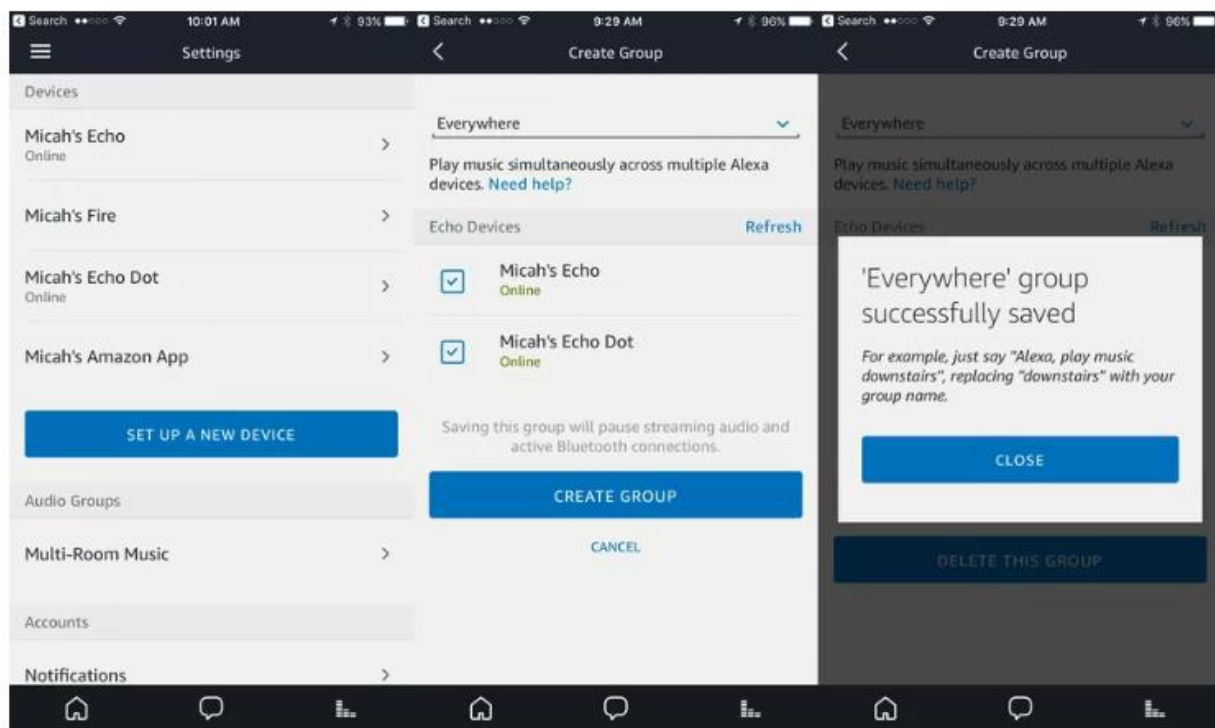 Search 10:01 AM 93%
Settings
Devices
Micah's Echo
Online
Micah's Fire
Micah's Echo Dot
Online
Micah's Amazon App
SET UP A NEW DEVICE
Audio Groups
Multi-Room Music
Accounts
Notifications
Search 9:29 AM 96%
Create Group
Everywhere
Play music simultaneously across multiple Alexa
devices. Need help?
Echo Devices Refresh
Micah's Echo
Online
Micah's Echo Dot
Online
Saving this group will pause streaming audio and
active Bluetooth connections.
CREATE GROUP
CANCEL
Search 9:29 AM 96%
Create Group
Everywhere
Play music simultaneously across multiple Alexa
devices. Need help?
Echo Devices Refresh
'Everywhere' group
successfully saved
For example, just say "Alexa, play music
downstairs", replacing "downstairs" with your
group name.
CLOSE
DELETE THIS GROUP